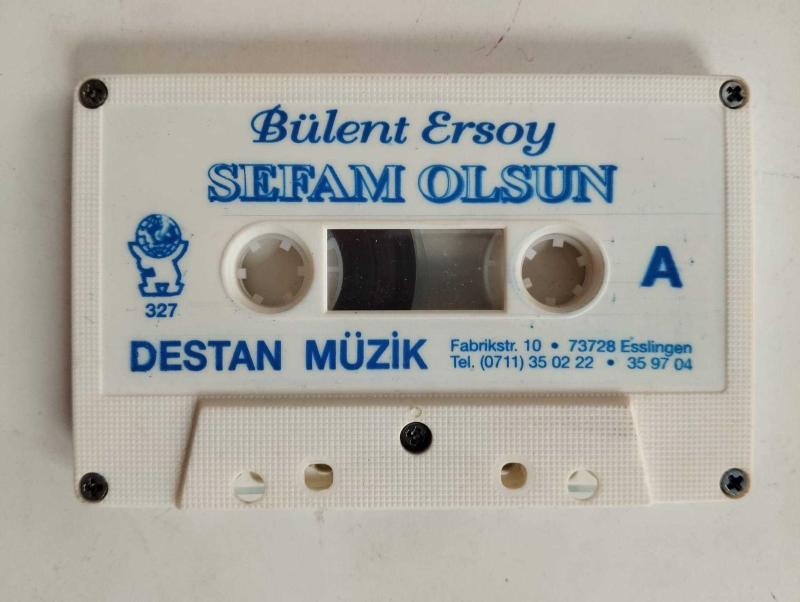 Bülent Ersoy
SEFAM OLSUN
A
327
DESTAN MÜZİK
Fabrikstr. 10 • 73728 Esslingen
Tel. (0711) 35 02 22 • 35 97 04